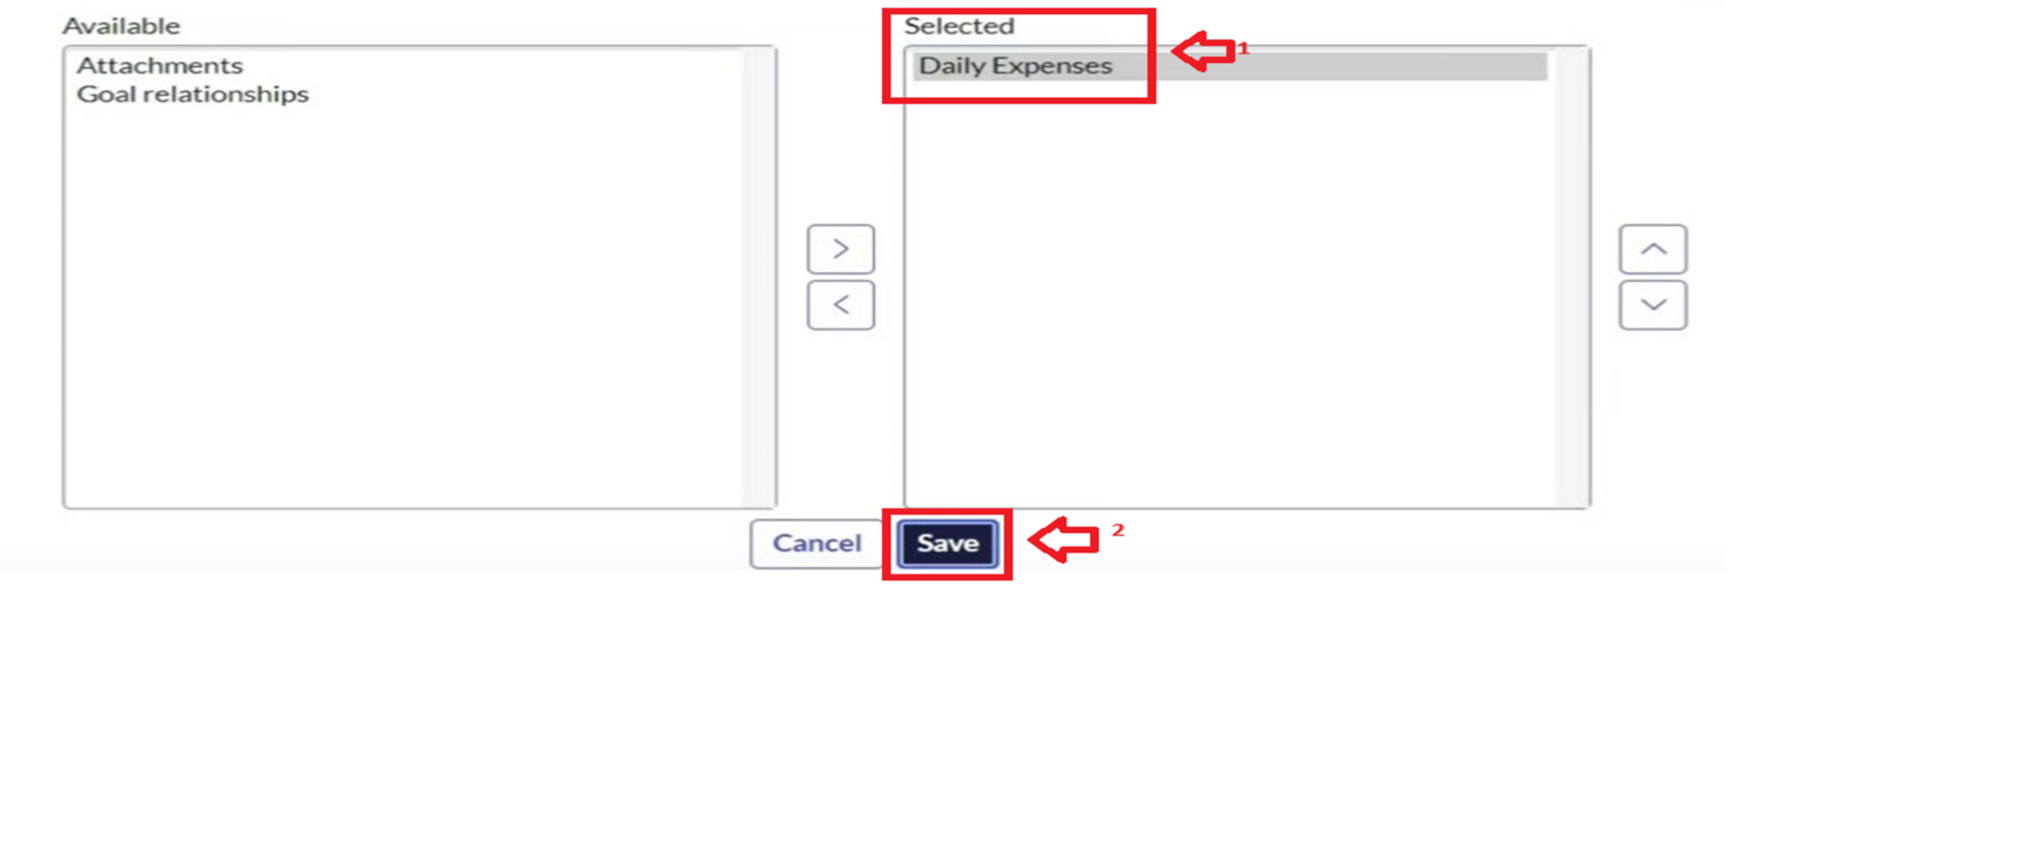 Available
Attachments
Goal relationships
Selected
Daily Expenses
1
>
<
Cancel
Save
2